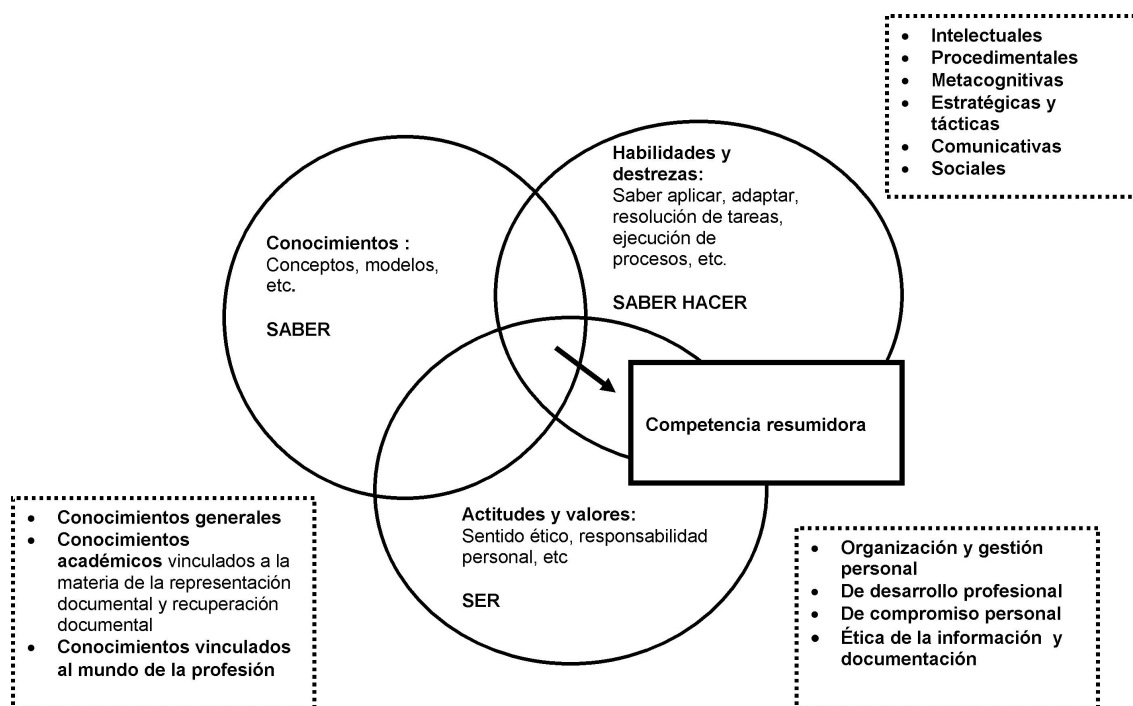 • Intelectuales
• Procedimentales
• Metacognitivas
• Estratégicas y
tácticas
• Comunicativas
• Sociales
Habilidades y
destrezas:
Saber aplicar, adaptar,
resolución de tareas,
ejecución de
procesos, etc.
SABER HACER
Conocimientos :
Conceptos, modelos,
etc.
SABER
Competencia resumidora
Actitudes y valores:
Sentido ético, responsabilidad
personal, etc
SER
• Conocimientos generales
• Conocimientos
académicos vinculados a la
materia de la representación
documental y recuperación
documental
• Conocimientos vinculados
al mundo de la profesión
• Organización y gestión
personal
• De desarrollo profesional
• De compromiso personal
• Ética de la información y
documentación